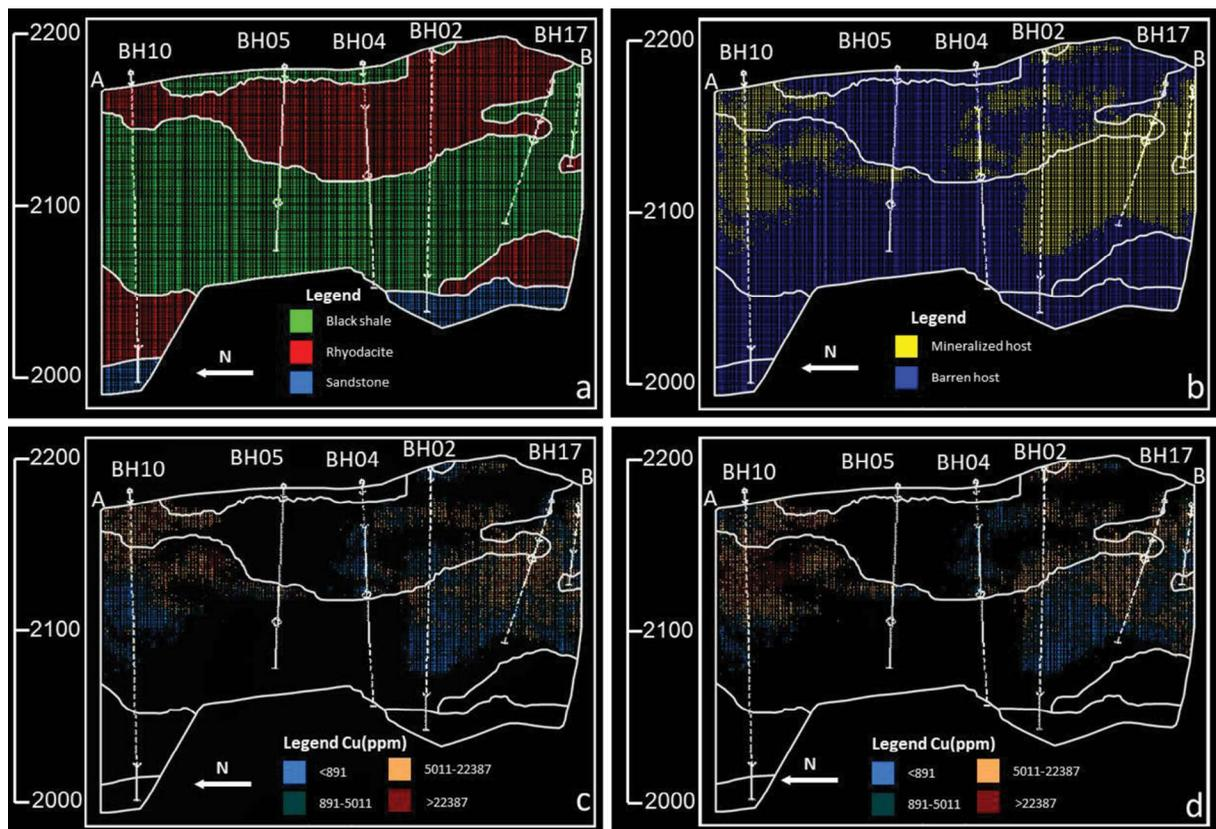 2200
2100
2000
BH10
BH05
BH04
BH02
BH17
A
B
Legend
Black shale
Rhyodacite
Sandstone
N
a
2200
2100
2000
BH10
BH05
BH04
BH02
BH17
A
B
Legend
Mineralized host
Barren host
N
b
2200
2100
2000
BH10
BH05
BH04
BH02
BH17
A
B
Legend Cu(ppm)
<891 5011-22387
891-5011 >22387
N
c
2200
2100
2000
BH10
BH05
BH04
BH02
BH17
A
B
Legend Cu(ppm)
<891 5011-22387
891-5011 >22387
N
d